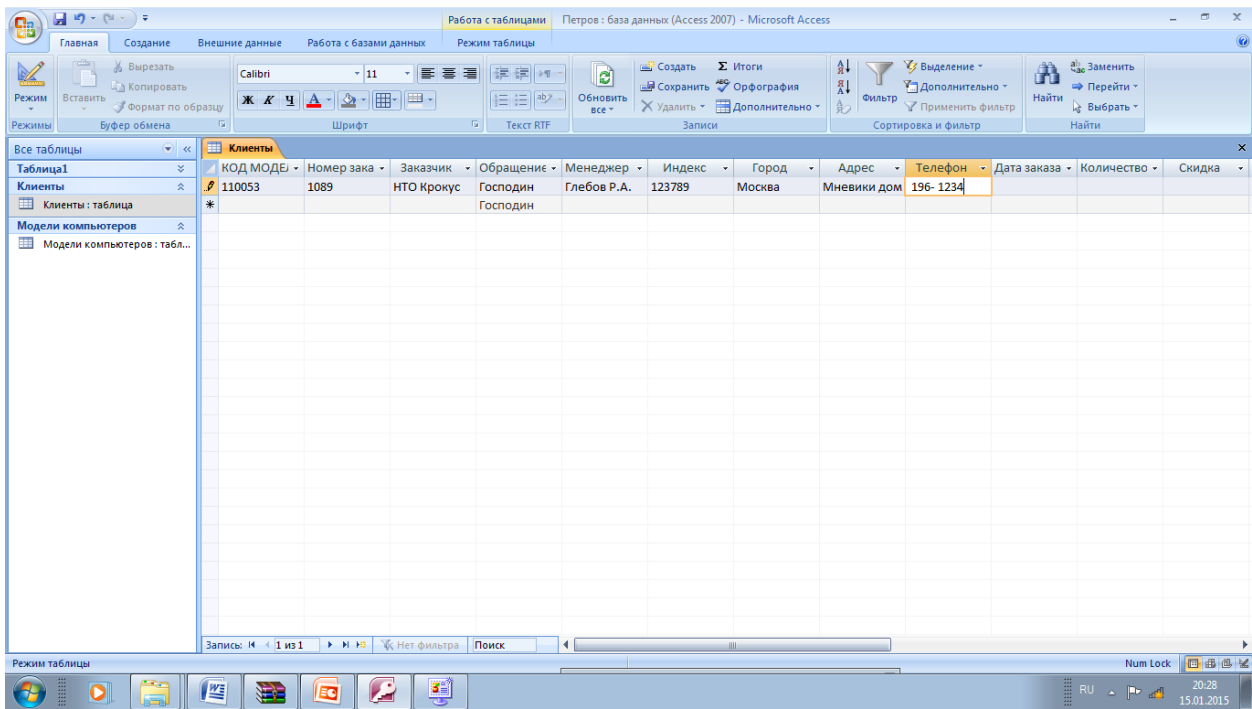 Работа с таблицами Петров : база данных (Access 2007) - Microsoft Access
Главная Создание Внешние данные Работа с базами данных Режим таблицы
Режим
Вставить
Вырезать
Копировать
Формат по образцу
Calibri 11
Ж К Ч
Обновить
все
Создать Σ Итоги
Сохранить Орфография
Удалить Дополнительно
Фильтр
Выделение
Дополнительно
Применить фильтр
Найти
Заменить
Перейти
Выбрать
Режимы Буфер обмена Шрифт Текст RTF Записи Сортировка и фильтр Найти
Все таблицы
Таблица1
Клиенты
Клиенты : таблица
Модели компьютеров
Модели компьютеров : табл...
Клиенты
КОД МОДЕЛ Номер зака Заказчик Обращение Менеджер Индекс Город Адрес Телефон Дата заказа Количество Скидка
110053 1089 НТО Крокус Господин Глебов Р.А. 123789 Москва Мневики дом 196- 1234
Господин
Запись: 1 из 1 Нет фильтра Поиск
Режим таблицы Num Lock
RU 20:28
15.01.2015